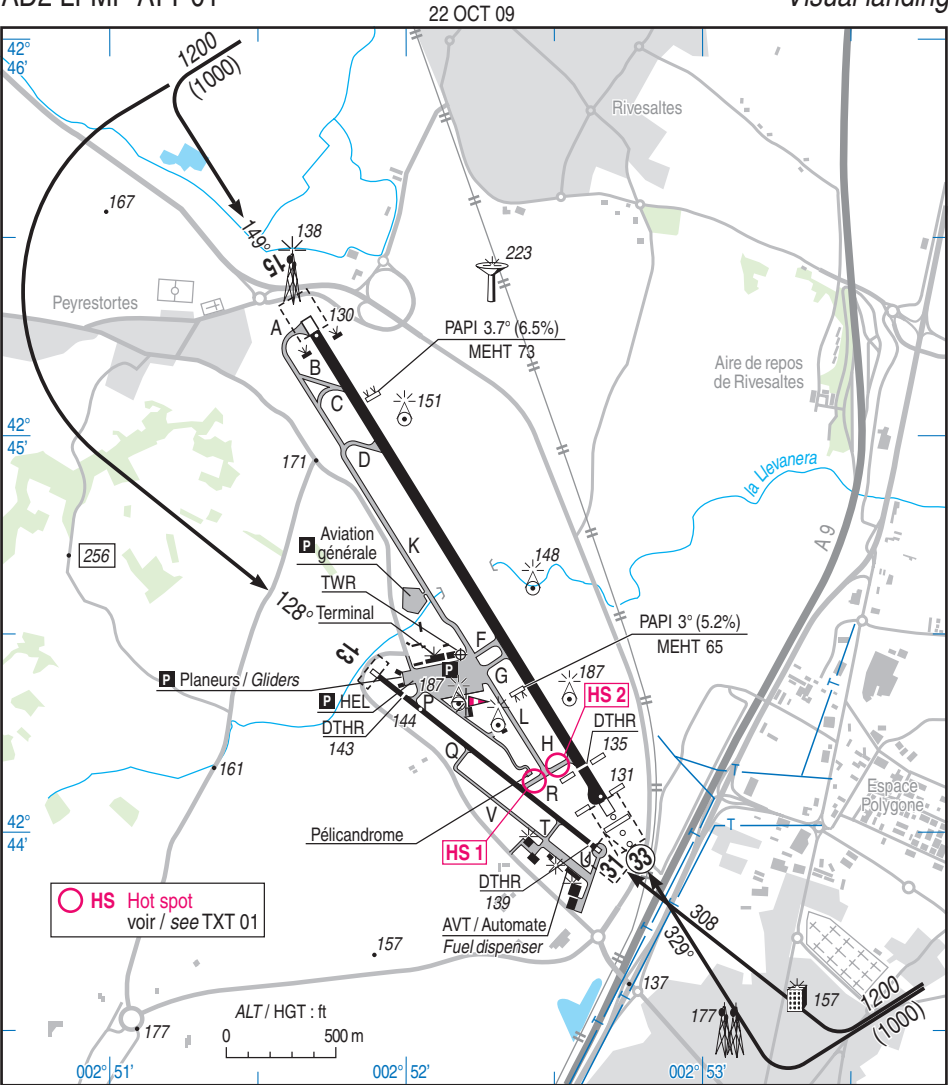 AD2 LFMP ATT 01
22 OCT 09
Visual landing
42°
46'
1200
(1000)
Rivesaltes
167
149°
15
138
223
Peyrestortes
130
A
B
C
D
PAPI 3.7° (6.5%)
MEHT 73
151
Aire de repos
de Rivesaltes
42°
45'
171
la Llevanera
A 9
256
P Aviation
générale
K
148
TWR
128°
Terminal
F
PAPI 3° (5.2%)
MEHT 65
13
P
G
P Planeurs / Gliders
187
187
HS 2
P HEL
P
L
DTHR
143
144
DTHR
135
H
Q
161
131
R
T
T
T
Espace
Polygone
42°
44'
V
T
Pélicandrome
HS 1
U
31
33
DTHR
139
HS Hot spot
voir / see TXT 01
308
329°
AVT / Automate
Fuel dispenser
157
137
T
157
1200
(1000)
177
177
ALT / HGT : ft
0
500 m
002° 51'
002° 52'
002° 53'